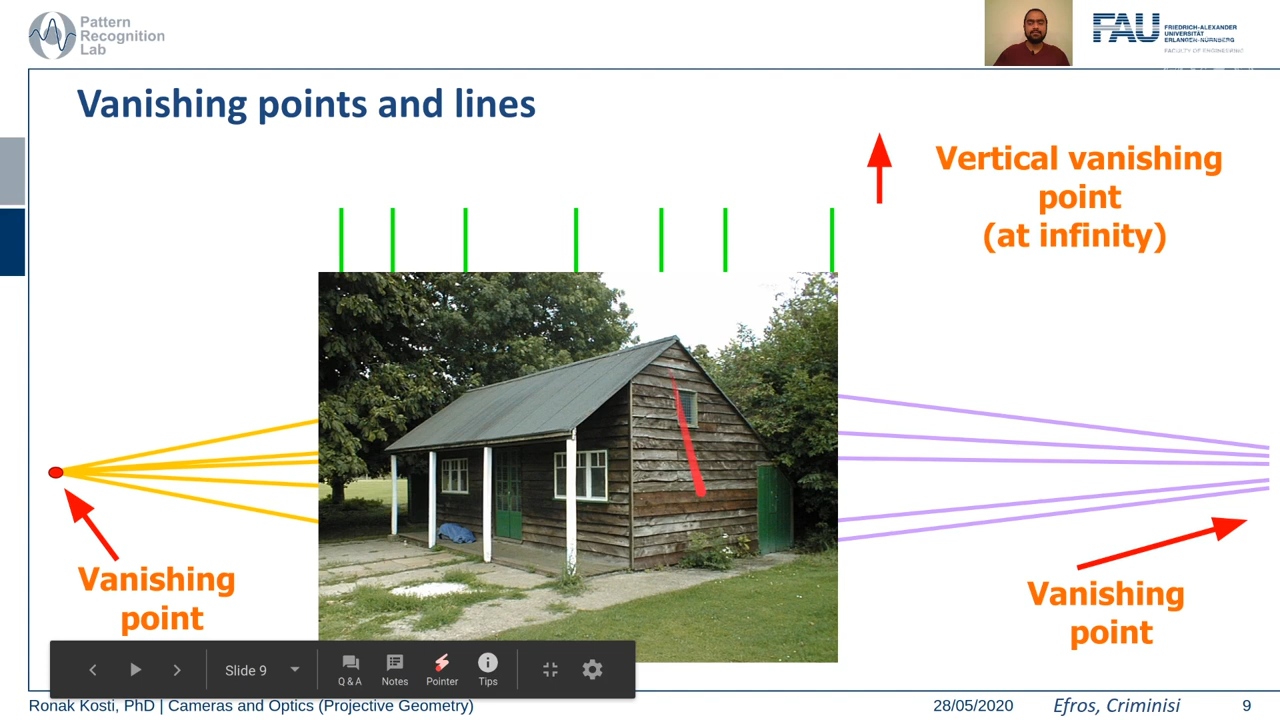 Pattern
Recognition
Lab
FAU
FRIEDRICH-ALEXANDER
UNIVERSITÄT
ERLANGEN-NÜRNBERG
FACULTY OF ENGINEERING
Vanishing points and lines
Vertical vanishing
point
(at infinity)
Vanishing
point
Vanishing
point
Slide 9
Q & A
Notes
Pointer
Tips
Ronak Kosti, PhD | Cameras and Optics (Projective Geometry)
28/05/2020
Efros, Criminisi
9